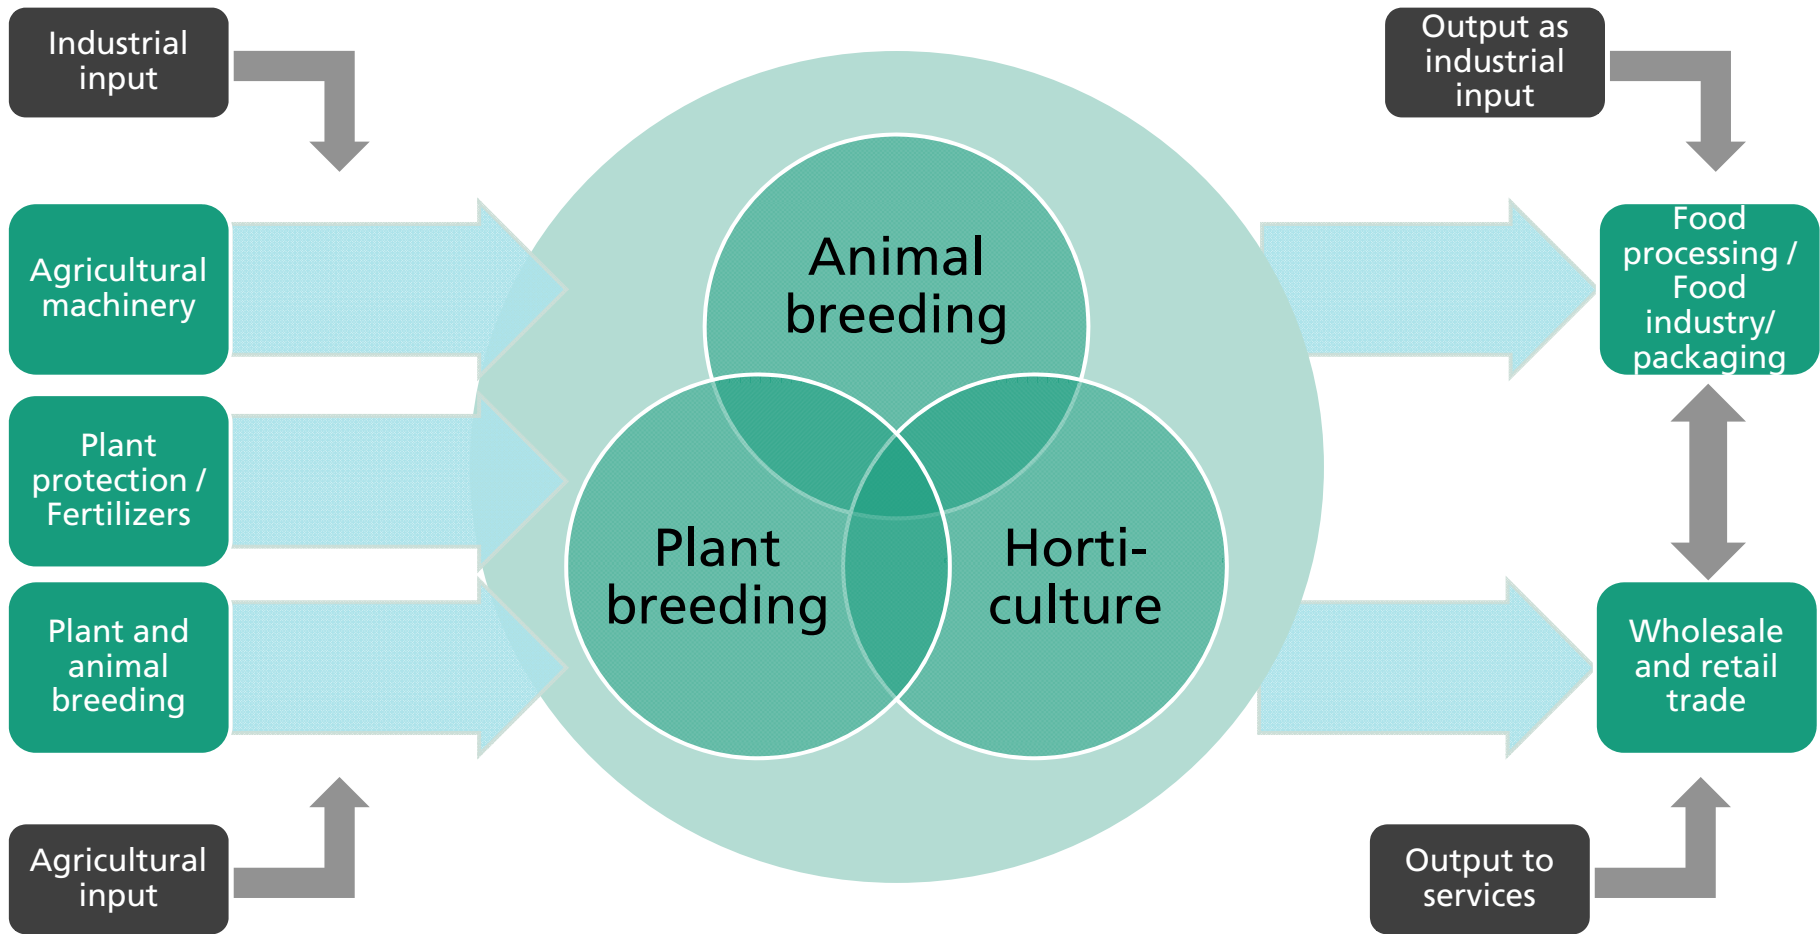 Industrial
input
Output as
industrial
input
Agricultural
machinery
Animal
breeding
Food
processing /
Food
industry/
packaging
Plant
protection /
Fertilizers
Plant
breeding
Horti-
culture
Plant and
animal
breeding
Wholesale
and retail
trade
Agricultural
input
Output to
services